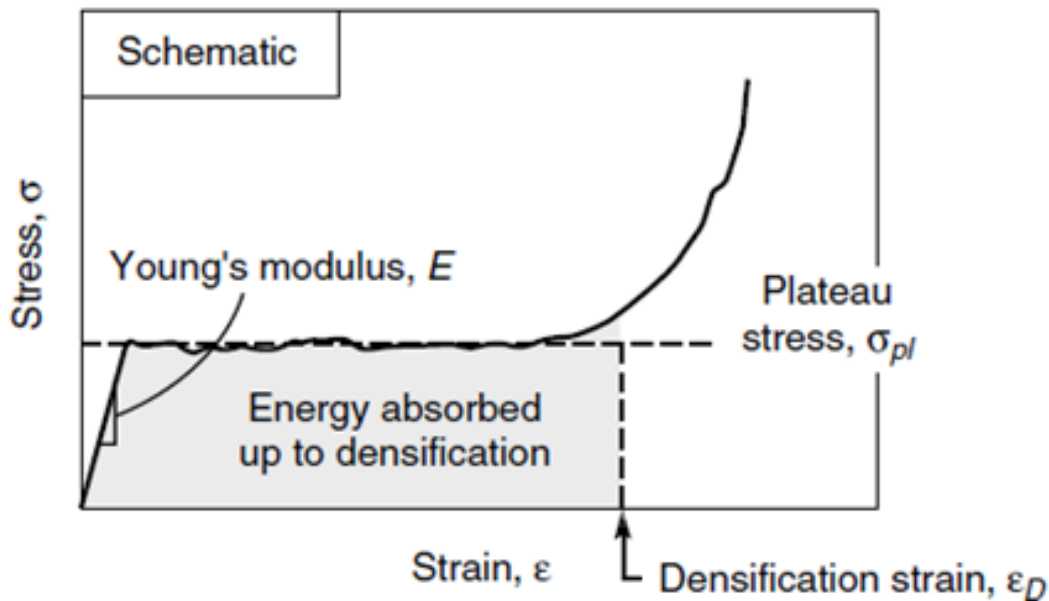 Schematic
Stress, σ
Young's modulus, E
Plateau
stress, σpl
Energy absorbed
up to densification
Strain, ε
Densification strain, εD